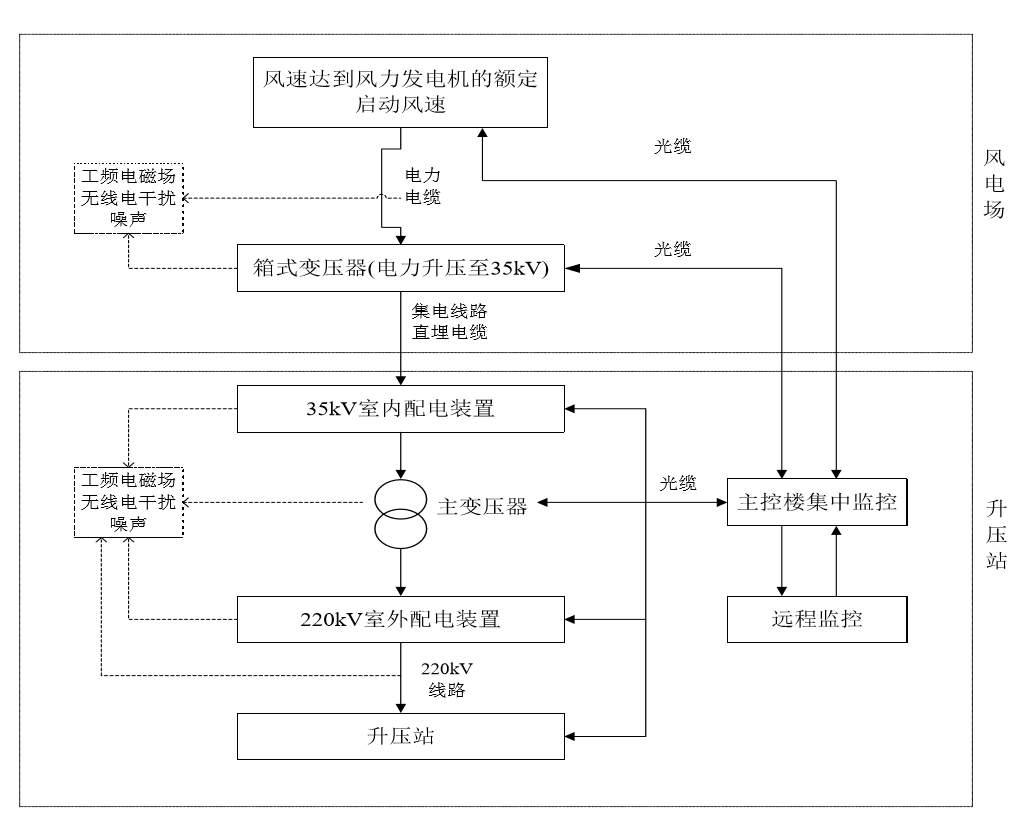 风速达到风力发电机的额定
启动风速
光缆
风
电
场
工频电磁场
无线电干扰
噪声
电力
电缆
箱式变压器(电力升压至35kV)
光缆
集电线路
直埋电缆
35kV室内配电装置
工频电磁场
无线电干扰
噪声
主变压器
光缆
主控楼集中监控
升
压
站
220kV室外配电装置
远程监控
220kV
线路
升压站